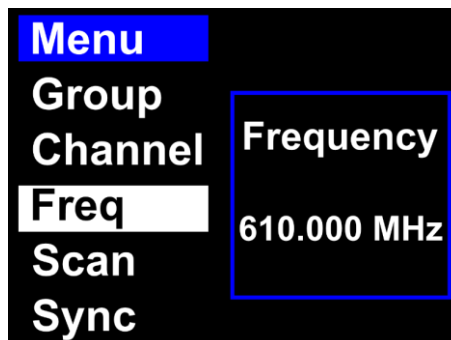 Menu
Group
Channel
Freq
Scan
Sync
Frequency
610.000 MHz